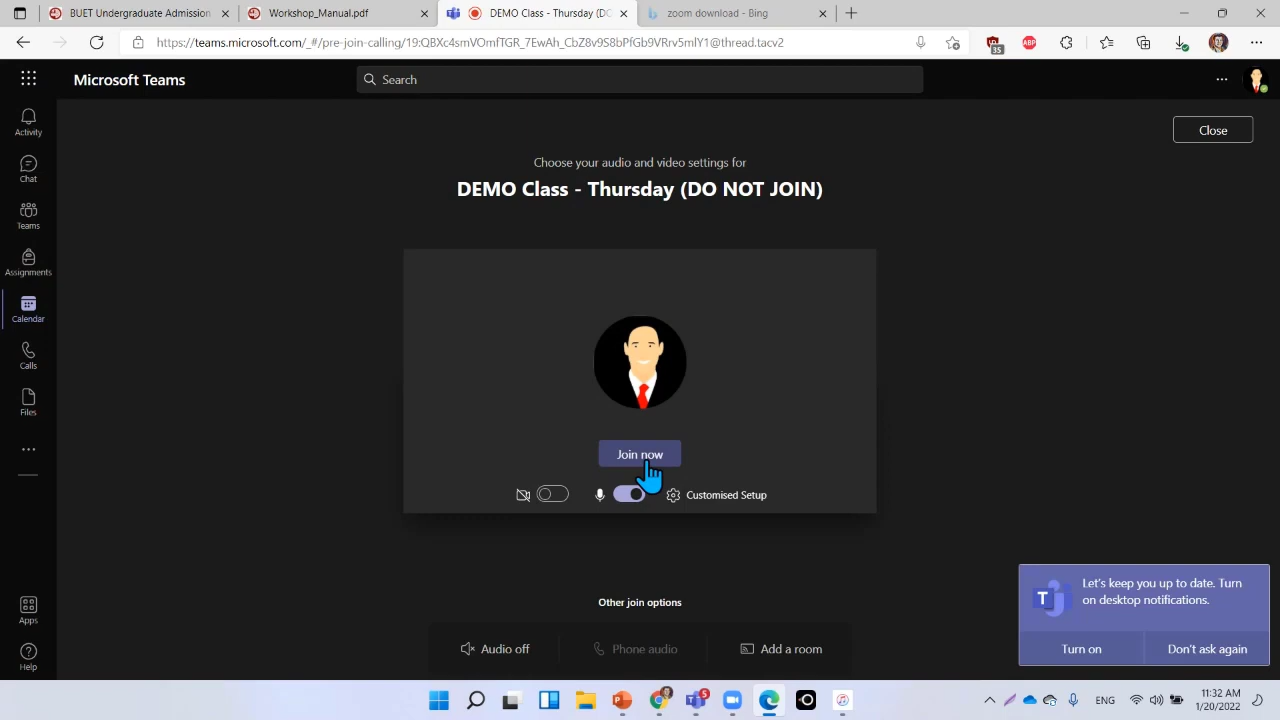 BUET Undergraduate Admission
Workshop_Manual.pdf
DEMO Class - Thursday (DO
zoom download - Bing
https://teams.microsoft.com/_#/pre-join-calling/19:QBXc4smVOmfTGR_7EwAh_CbZ8v9S8bPfGb9VRrv5mlY1@thread.tacv2
35
ABP
Microsoft Teams
Search
Activity
Chat
Teams
Assignments
Calendar
Calls
Files
Apps
Help
Close
Choose your audio and video settings for
DEMO Class - Thursday (DO NOT JOIN)
Join now
Customised Setup
Other join options
Audio off
Phone audio
Add a room
T
Let's keep you up to date. Turn
on desktop notifications.
Turn on
Don't ask again
5
ENG
11:32 AM
1/20/2022